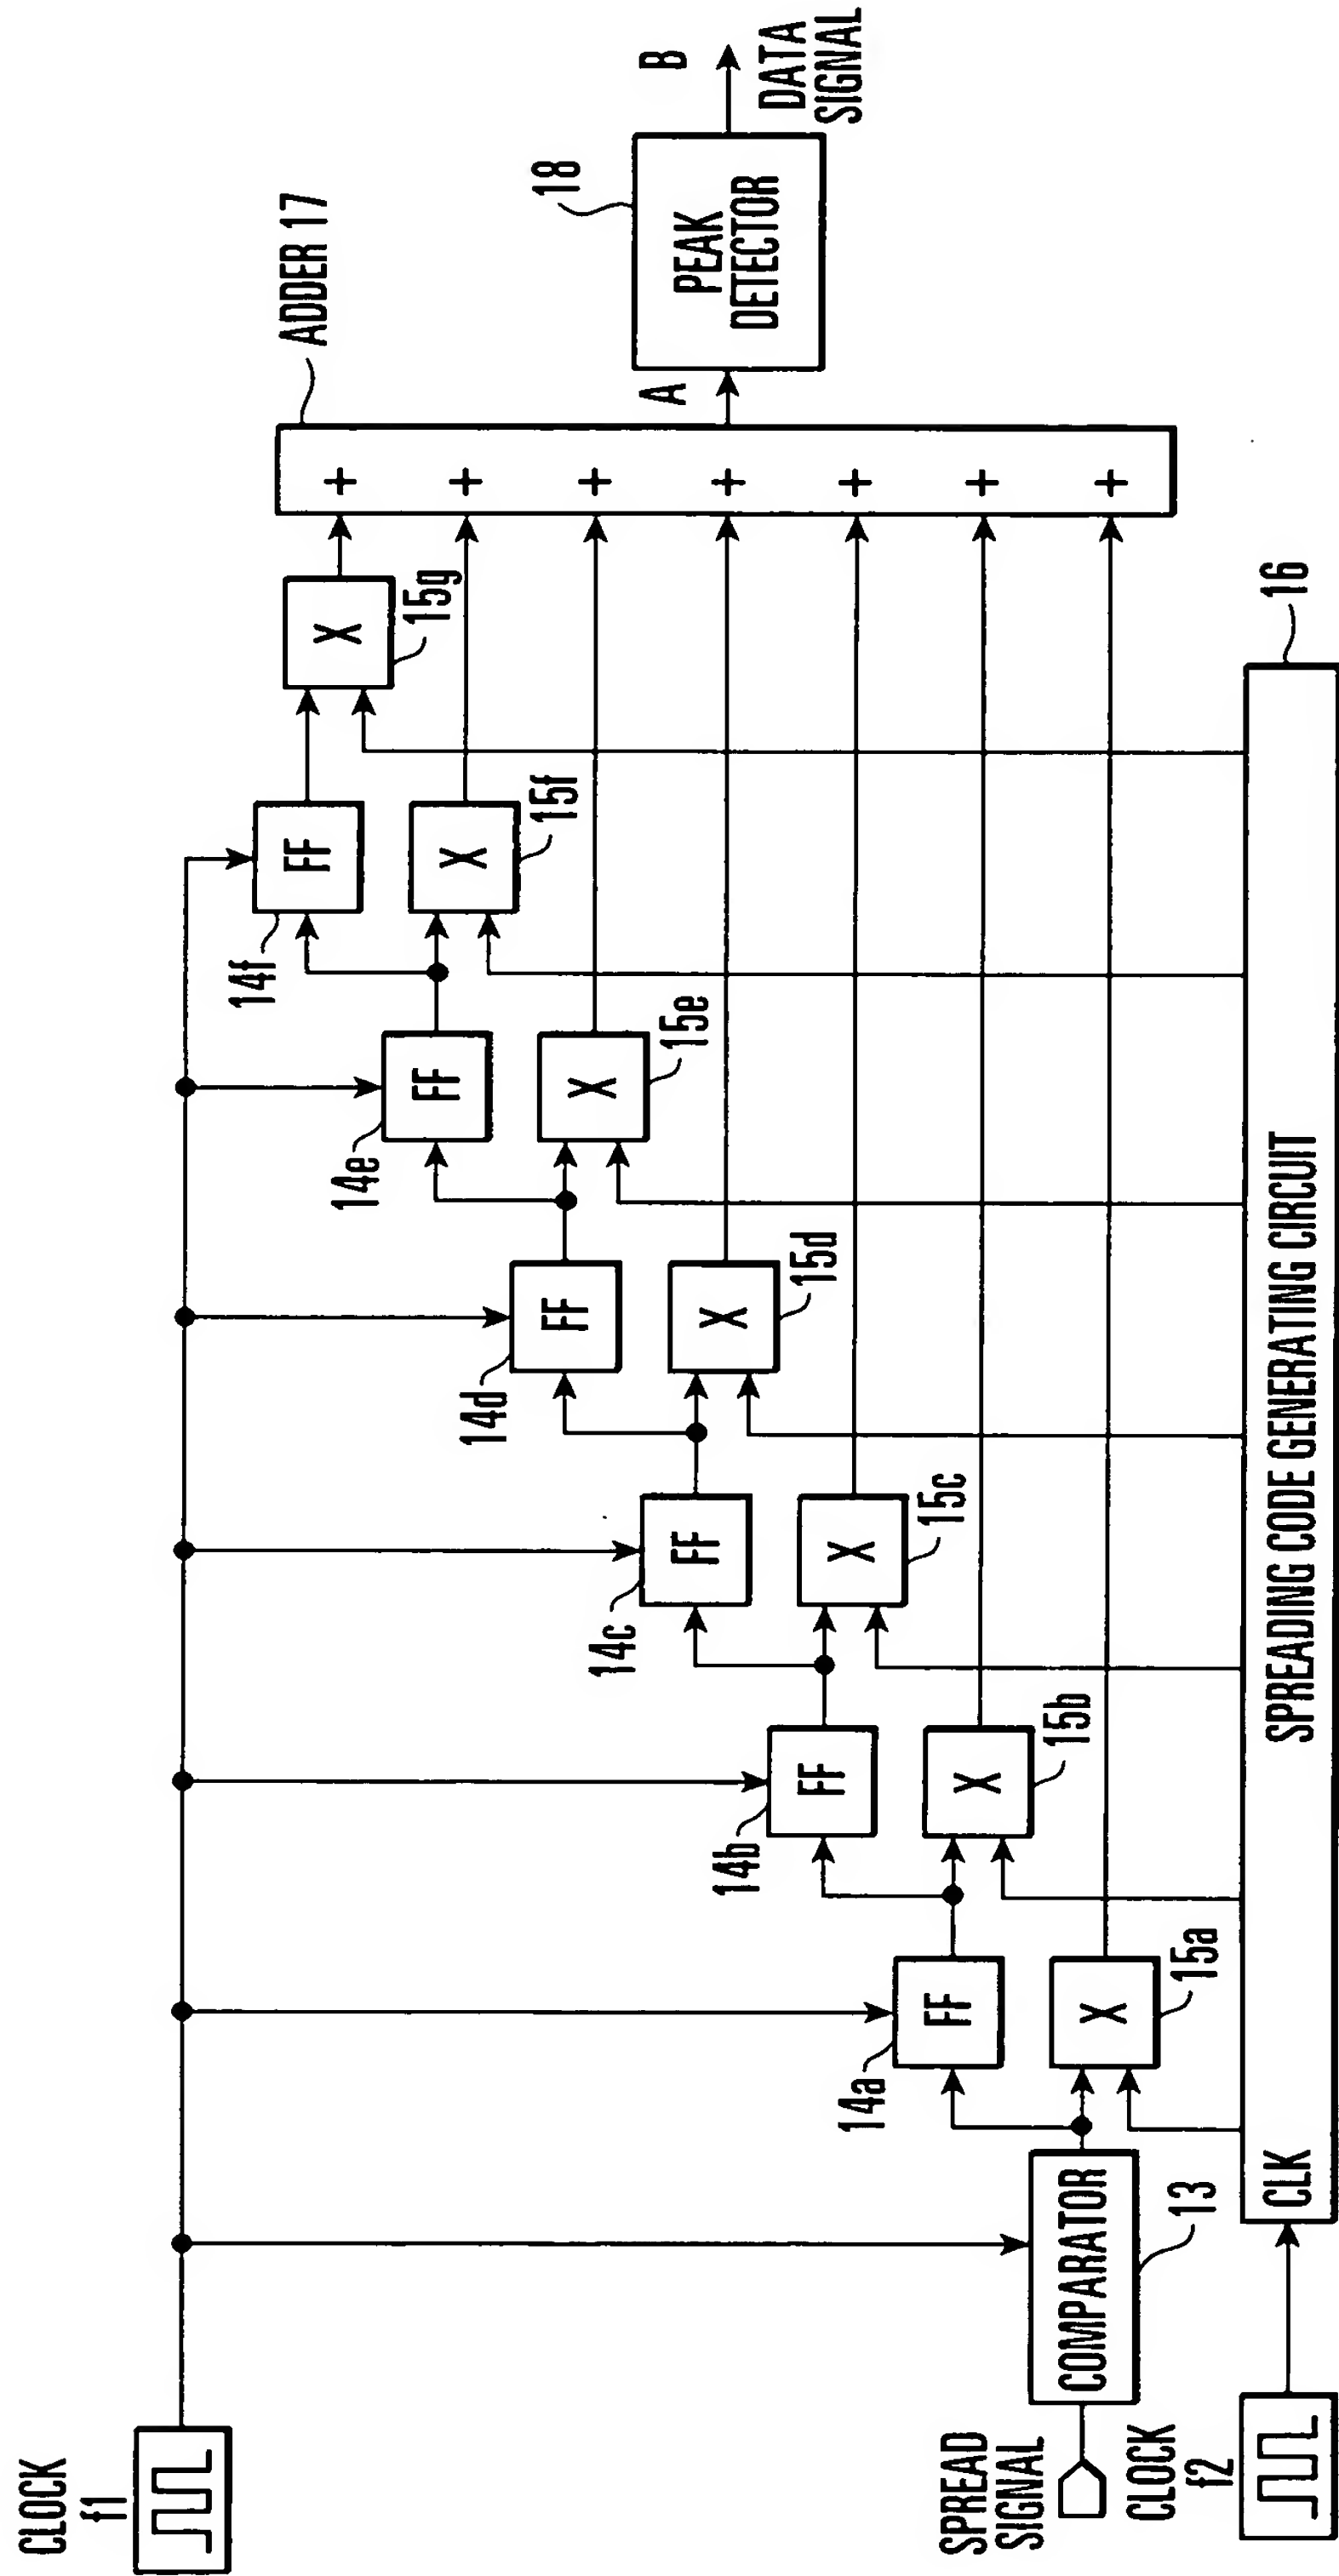 CLOCK
f1
SPREAD
SIGNAL
CLOCK
f2
COMPARATOR
13
CLK
SPREADING CODE GENERATING CIRCUIT
16
FF
14a
X
15a
FF
14b
X
15b
FF
14c
X
15c
FF
14d
X
15d
FF
14e
X
15e
FF
14f
X
15f
X
15g
ADDER 17
+
+
+
+
+
+
+
A
PEAK
DETECTOR
18
B
DATA
SIGNAL